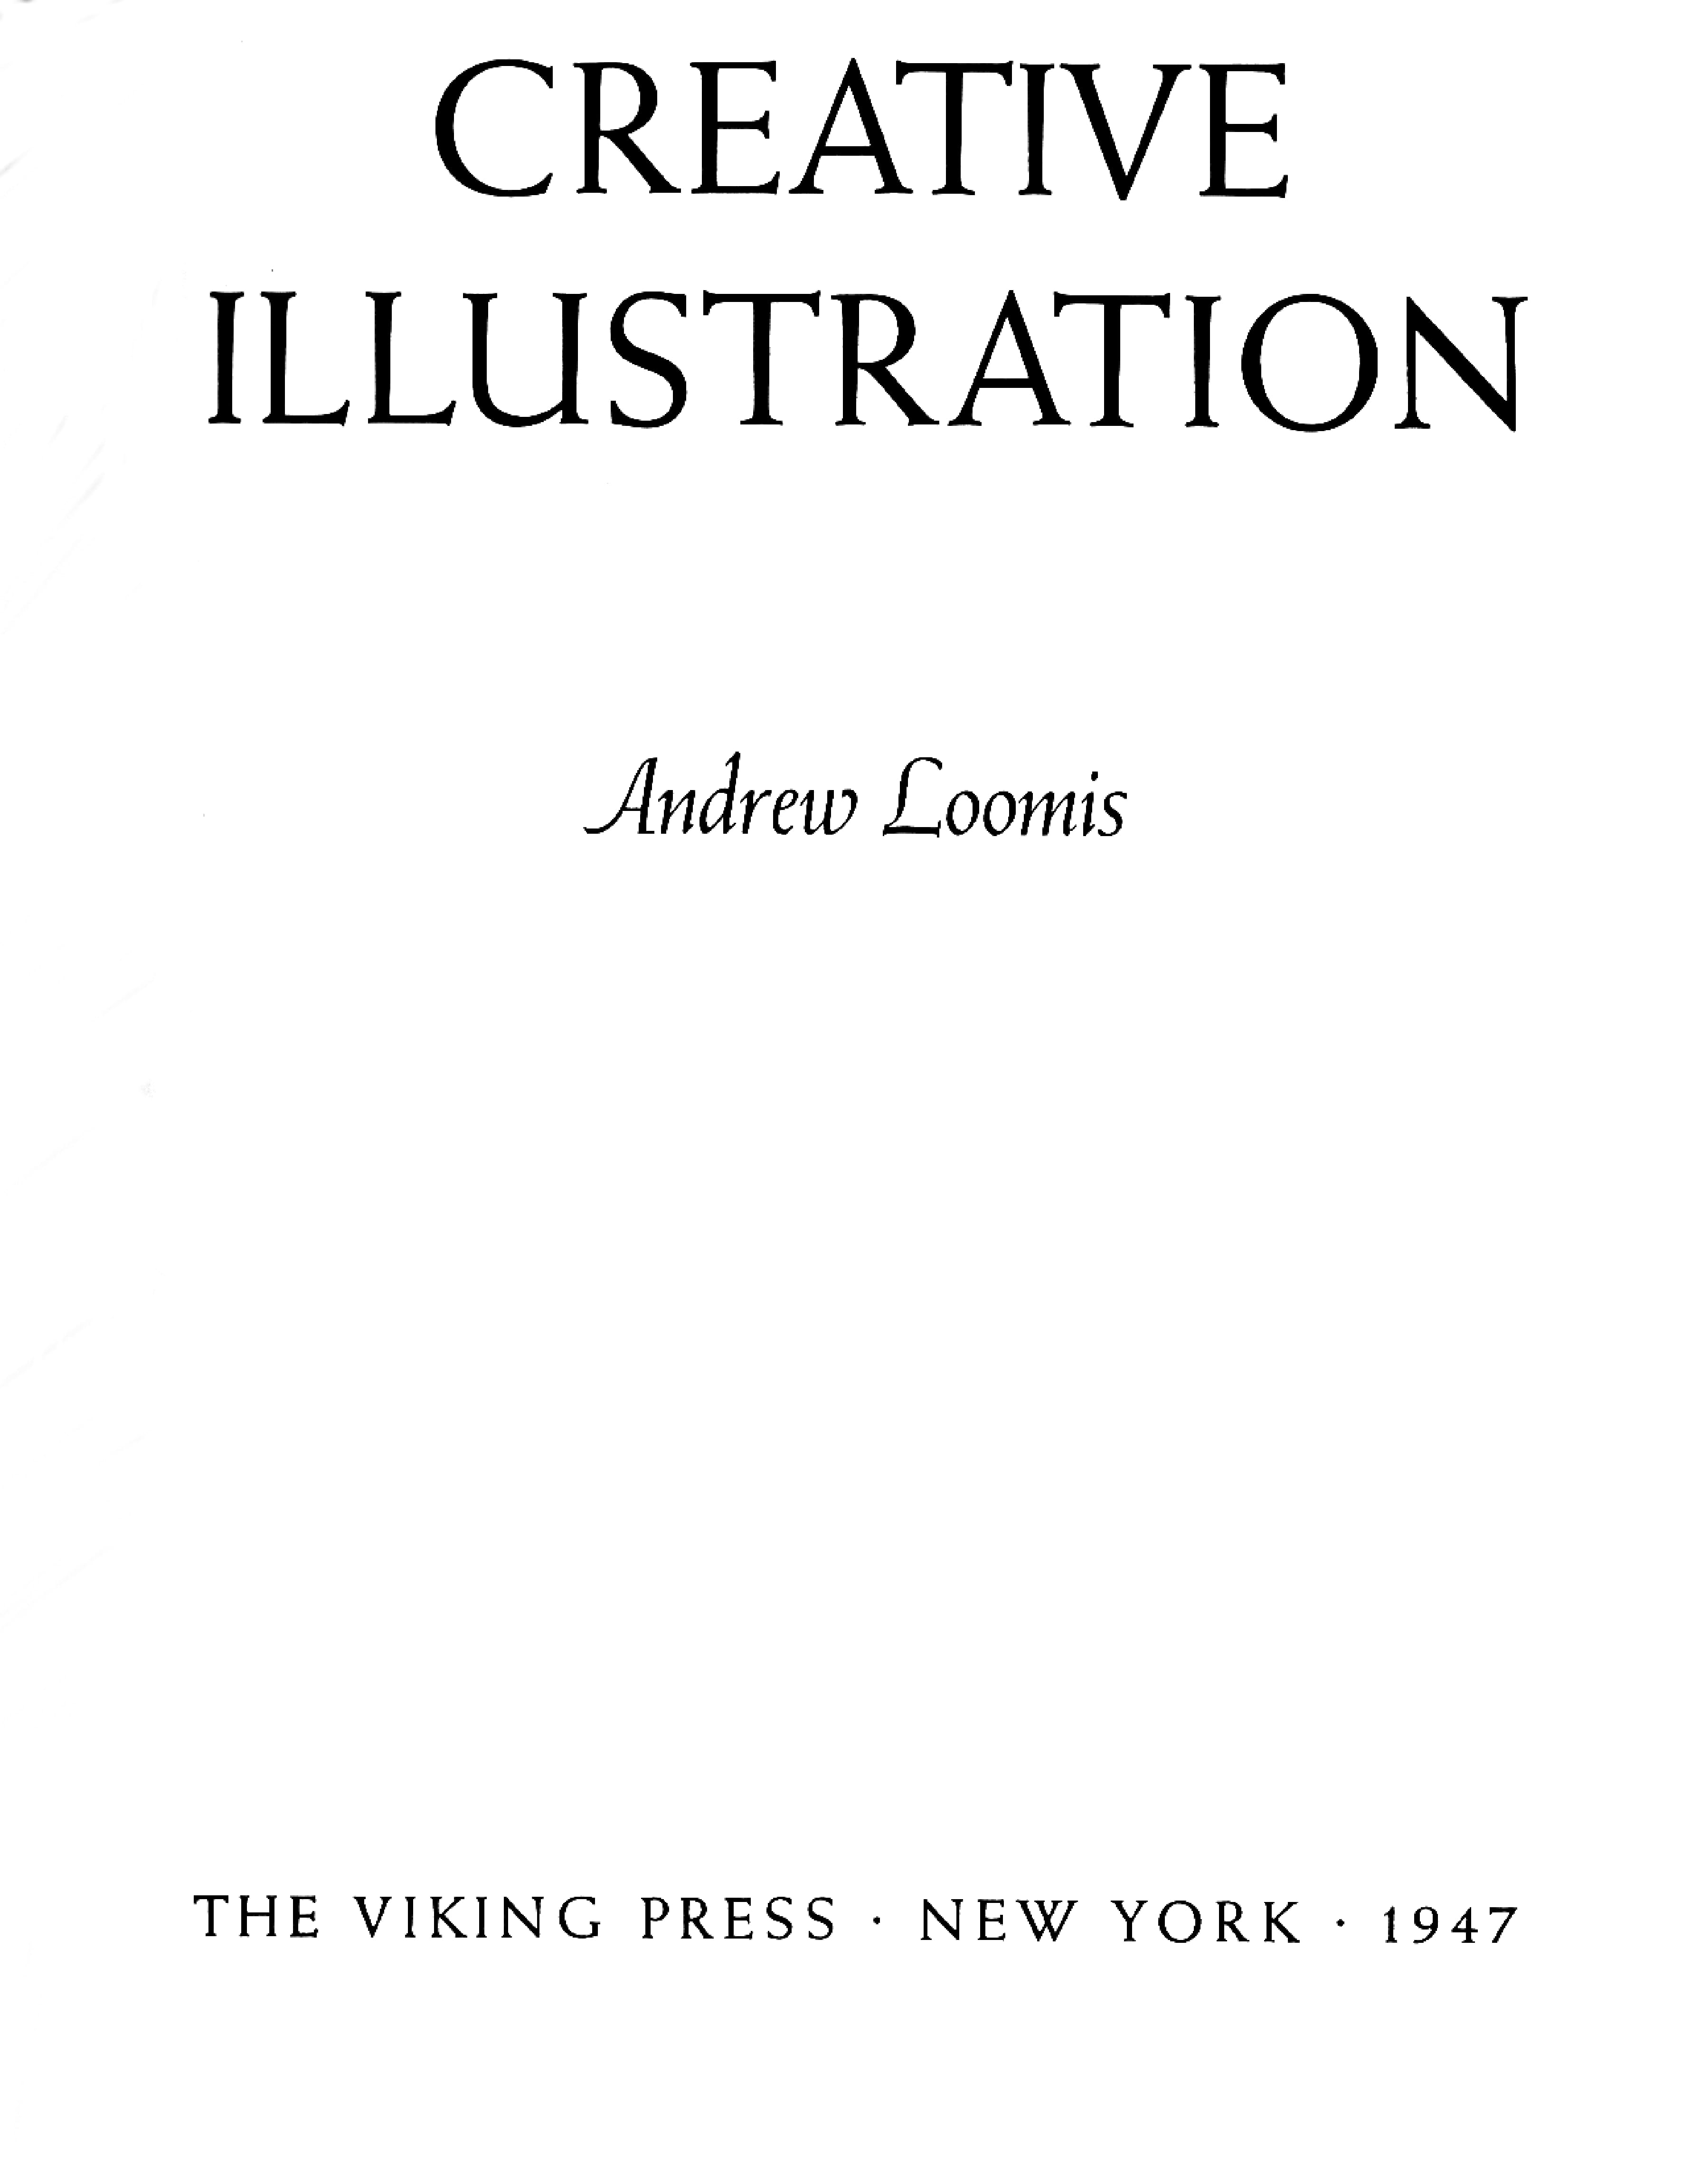 CREATIVE
ILLUSTRATION
Andrew Loomis
THE VIKING PRESS · NEW YORK · 1947